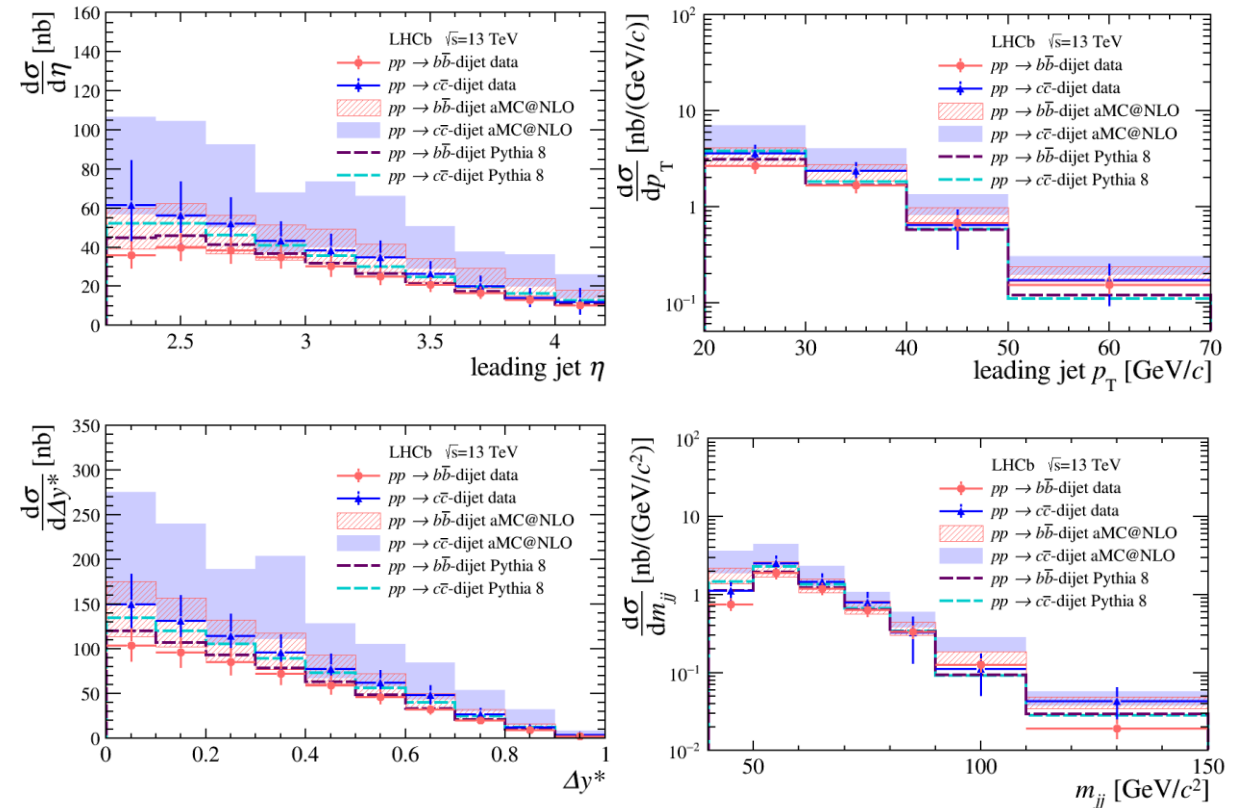 dσ/dη [nb]
160
140
120
100
80
60
40
20
0
2.5
3
3.5
4
leading jet η
LHCb √s=13 TeV
pp → bb̅-dijet data
pp → cc̅-dijet data
pp → bb̅-dijet aMC@NLO
pp → cc̅-dijet aMC@NLO
pp → bb̅-dijet Pythia 8
pp → cc̅-dijet Pythia 8
dσ/dp_T [nb/(GeV/c)]
10²
10
1
10⁻¹
20
30
40
50
60
70
leading jet p_T [GeV/c]
LHCb √s=13 TeV
pp → bb̅-dijet data
pp → cc̅-dijet data
pp → bb̅-dijet aMC@NLO
pp → cc̅-dijet aMC@NLO
pp → bb̅-dijet Pythia 8
pp → cc̅-dijet Pythia 8
dσ/dΔy* [nb]
350
300
250
200
150
100
50
0
0
0.2
0.4
0.6
0.8
1
Δy*
LHCb √s=13 TeV
pp → bb̅-dijet data
pp → cc̅-dijet data
pp → bb̅-dijet aMC@NLO
pp → cc̅-dijet aMC@NLO
pp → bb̅-dijet Pythia 8
pp → cc̅-dijet Pythia 8
dσ/dm_jj [nb/(GeV/c²)]
10²
10
1
10⁻¹
10⁻²
50
100
150
m_jj [GeV/c²]
LHCb √s=13 TeV
pp → bb̅-dijet data
pp → cc̅-dijet data
pp → bb̅-dijet aMC@NLO
pp → cc̅-dijet aMC@NLO
pp → bb̅-dijet Pythia 8
pp → cc̅-dijet Pythia 8